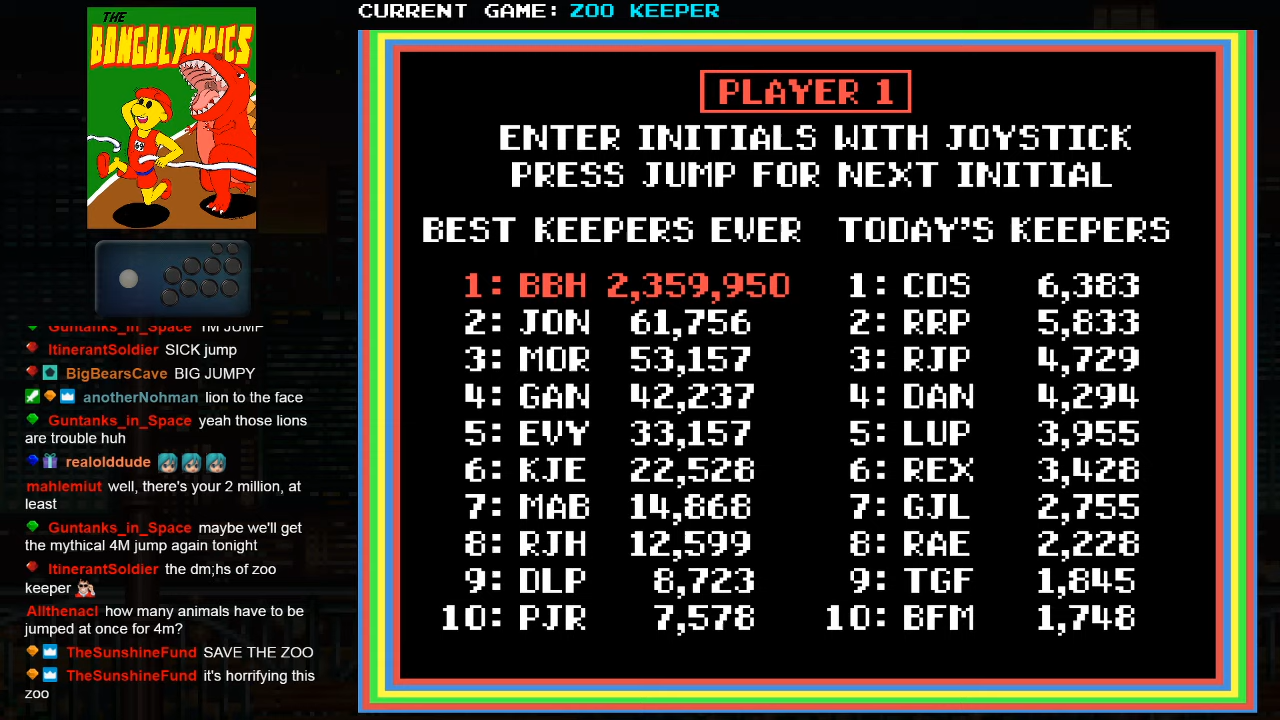 CURRENT GAME: ZOO KEEPER
THE
BONGOLYMPICS
PLAYER 1
ENTER INITIALS WITH JOYSTICK
PRESS JUMP FOR NEXT INITIAL
BEST KEEPERS EVER
1: BBH 2,359,950
2: JON 61,756
3: MOR 53,157
4: GAN 42,237
5: EVY 33,157
6: KJE 22,528
7: MAB 14,868
8: RJH 12,599
9: DLP 8,723
10: PJR 7,578
TODAY'S KEEPERS
1: CDS 6,383
2: RRP 5,833
3: RJP 4,729
4: DAN 4,294
5: LUP 3,955
6: REX 3,428
7: GJL 2,755
8: RAE 2,228
9: TGF 1,845
10: BFM 1,748
Guntanks_in_Space I'M JUMP
ItinerantSoldier SICK jump
BigBearsCave BIG JUMPY
anotherNohman lion to the face
Guntanks_in_Space yeah those lions
are trouble huh
realolddude
mahlemiut well, there's your 2 million, at
least
Guntanks_in_Space maybe we'll get
the mythical 4M jump again tonight
ItinerantSoldier the dm;hs of zoo
keeper
Allthenacl how many animals have to be
jumped at once for 4m?
TheSunshineFund SAVE THE ZOO
TheSunshineFund it's horrifying this
zoo